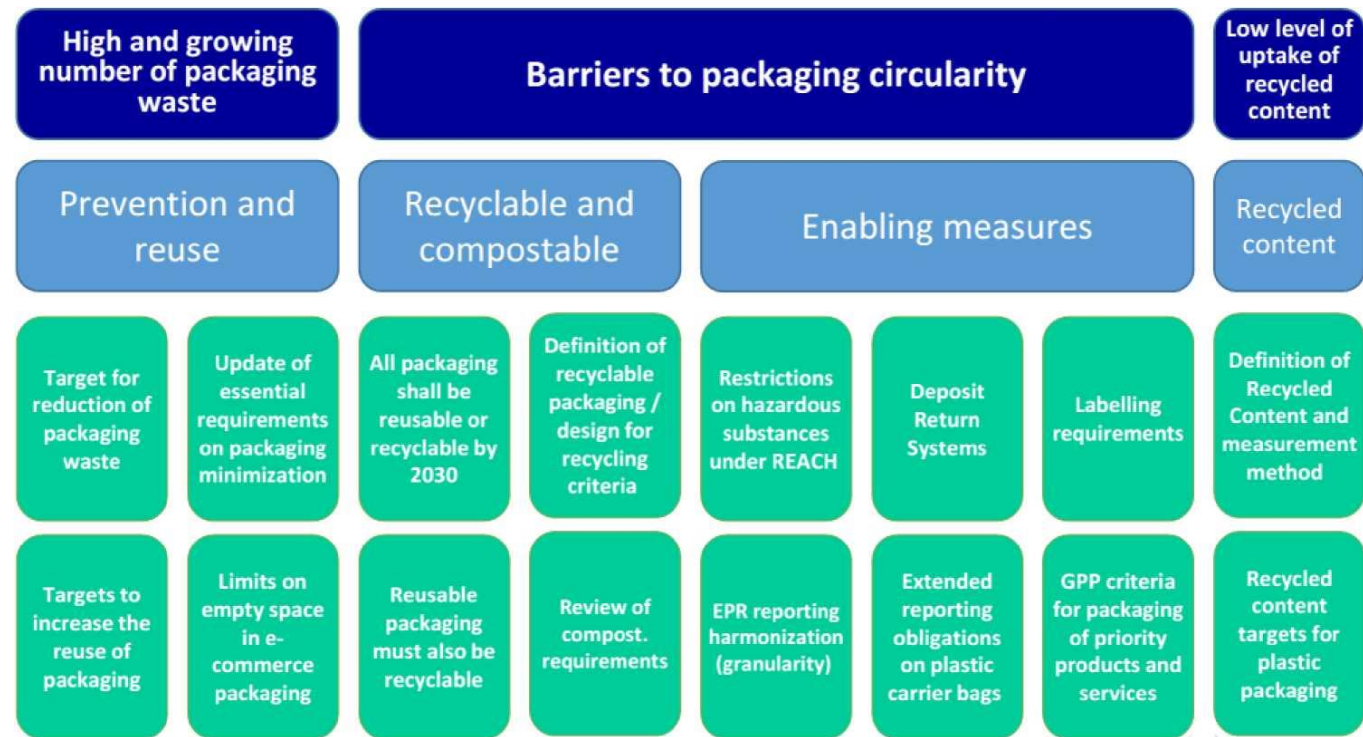 High and growing
number of packaging
waste
Barriers to packaging circularity
Low level of
uptake of
recycled
content
Prevention and
reuse
Recyclable and
compostable
Enabling measures
Recycled
content
Target for
reduction of
packaging
waste
Update of
essential
requirements
on packaging
minimization
All packaging
shall be
reusable or
recyclable by
2030
Definition of
recyclable
packaging /
design for
recycling
criteria
Restrictions
on hazardous
substances
under REACH
Deposit
Return
Systems
Labelling
requirements
Definition of
Recycled
Content and
measurement
method
Targets to
increase the
reuse of
packaging
Limits on
empty space
in e-
commerce
packaging
Reusable
packaging
must also be
recyclable
Review of
compost.
requirements
EPR reporting
harmonization
(granularity)
Extended
reporting
obligations
on plastic
carrier bags
GPP criteria
for packaging
of priority
products and
services
Recycled
content
targets for
plastic
packaging